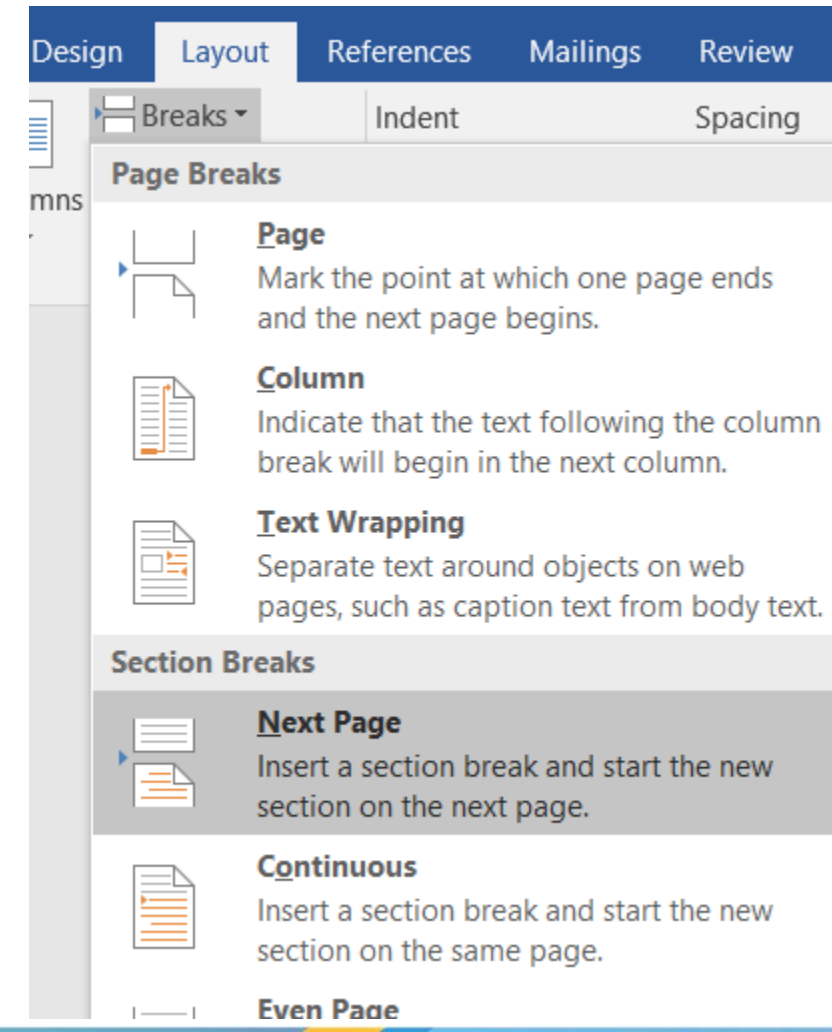 Design Layout References Mailings Review
Breaks Indent Spacing
mns
Page Breaks
Page
Mark the point at which one page ends
and the next page begins.
Column
Indicate that the text following the column
break will begin in the next column.
Text Wrapping
Separate text around objects on web
pages, such as caption text from body text.
Section Breaks
Next Page
Insert a section break and start the new
section on the next page.
Continuous
Insert a section break and start the new
section on the same page.
Even Page